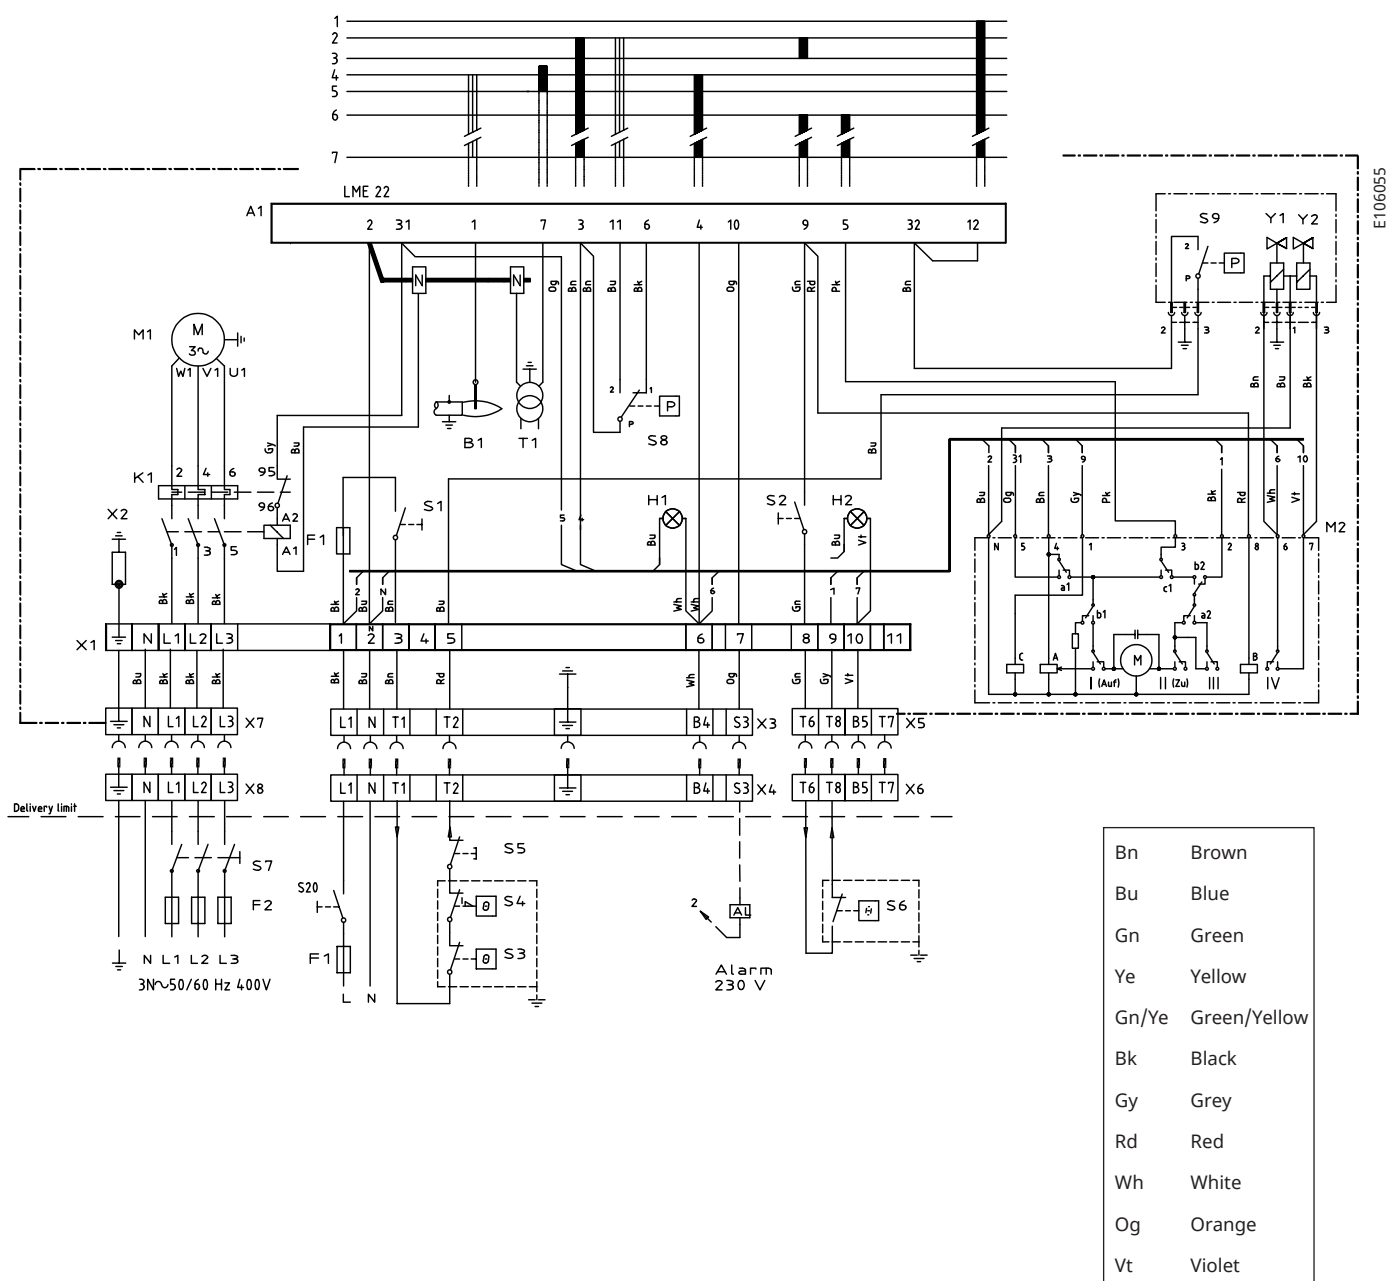 1
2
3
4
5
6
7
LME 22
E106055
A1
2 31 1 7 3 11 6 4 10 9 5 32 12
N N
Og Bn Bn Bu Bk Og Gn Rd Pk Bn
S9 Y1 Y2
2
P
P
2 3 2 1 3
M1
M
3~
W1 V1 U1
Gy Bu
B1 T1
2 1
P
P
S8
Bu
Bn Bu Bk
K1
2 4 6 95
96
A2
A1
1 3 5
X2
F1
S1
5 4
H1
Bu
S2
H2
Bu Vt
2 31 3 9 1 6 10
Bu Og Bn Gy Pk Bk Rd Wh Vt
M2
N 5 4 1 3 2 8 6 7
a1 c1 b2
b1 a2
C A M B
I (Auf) II (Zu) III IV
2 N 6 1 7
Bk Bk Bk Bk Bu Bn Bu Wh Wh Gn
X1
N L1 L2 L3
1 2 3 4 5 6 7 8 9 10 11
N
Bu Bk Bk Bk Bk Bu Bn Rd Wh Og Gn Gy Vt
N L1 L2 L3 X7
L1 N T1 T2 B4 S3 X3
T6 T8 B5 T7 X5
N L1 L2 L3 X8
L1 N T1 T2 B4 S3 X4
T6 T8 B5 T7 X6
Delivery limit
S7
F2
S20
F1
S5
S4
θ
S3
θ
2
AL
S6
N L1 L2 L3
3N~50/60 Hz 400V
L N
Alarm
230 V
Bn Brown
Bu Blue
Gn Green
Ye Yellow
Gn/Ye Green/Yellow
Bk Black
Gy Grey
Rd Red
Wh White
Og Orange
Vt Violet